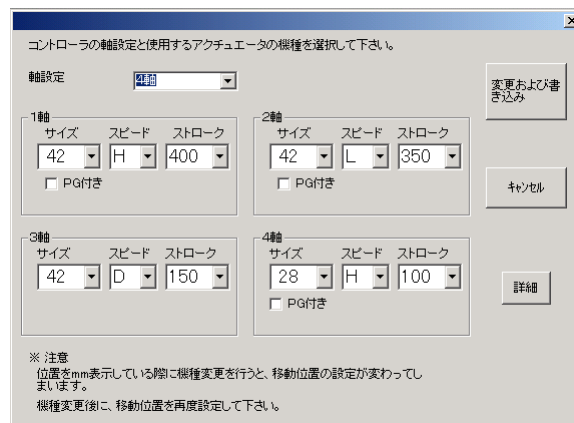 コントローラの軸設定と使用するアクチュエータの機種を選択して下さい。
軸設定 4軸
変更および書き込み
1軸
サイズ スピード ストローク
42 H 400
PG付き
2軸
サイズ スピード ストローク
42 L 350
PG付き
キャンセル
3軸
サイズ スピード ストローク
42 D 150
4軸
サイズ スピード ストローク
28 H 100
PG付き
詳細
※ 注意
位置をmm表示している際に機種変更を行うと、移動位置の設定が変わってし
まいます。
機種変更後に、移動位置を再度設定して下さい。